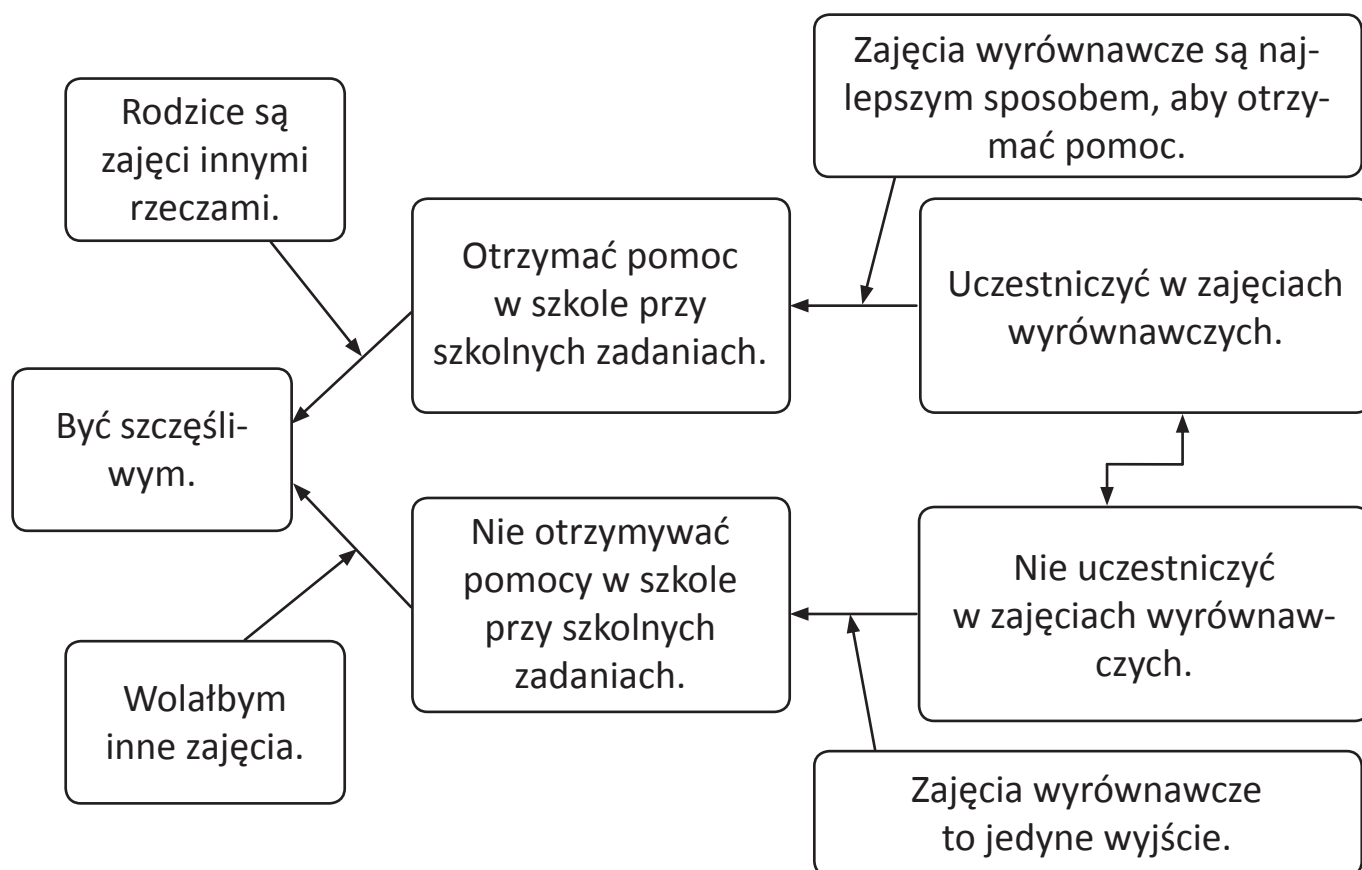 Zajęcia wyrównawcze są naj-
lepszym sposobem, aby otrzy-
mać pomoc.
Rodzice są
zajęci innymi
rzeczami.
Otrzymać pomoc
w szkole przy
szkolnych zadaniach.
Uczestniczyć w zajęciach
wyrównawczych.
Być szczęśli-
wym.
Nie otrzymywać
pomocy w szkole
przy szkolnych
zadaniach.
Nie uczestniczyć
w zajęciach wyrównaw-
czych.
Wolałbym
inne zajęcia.
Zajęcia wyrównawcze
to jedyne wyjście.